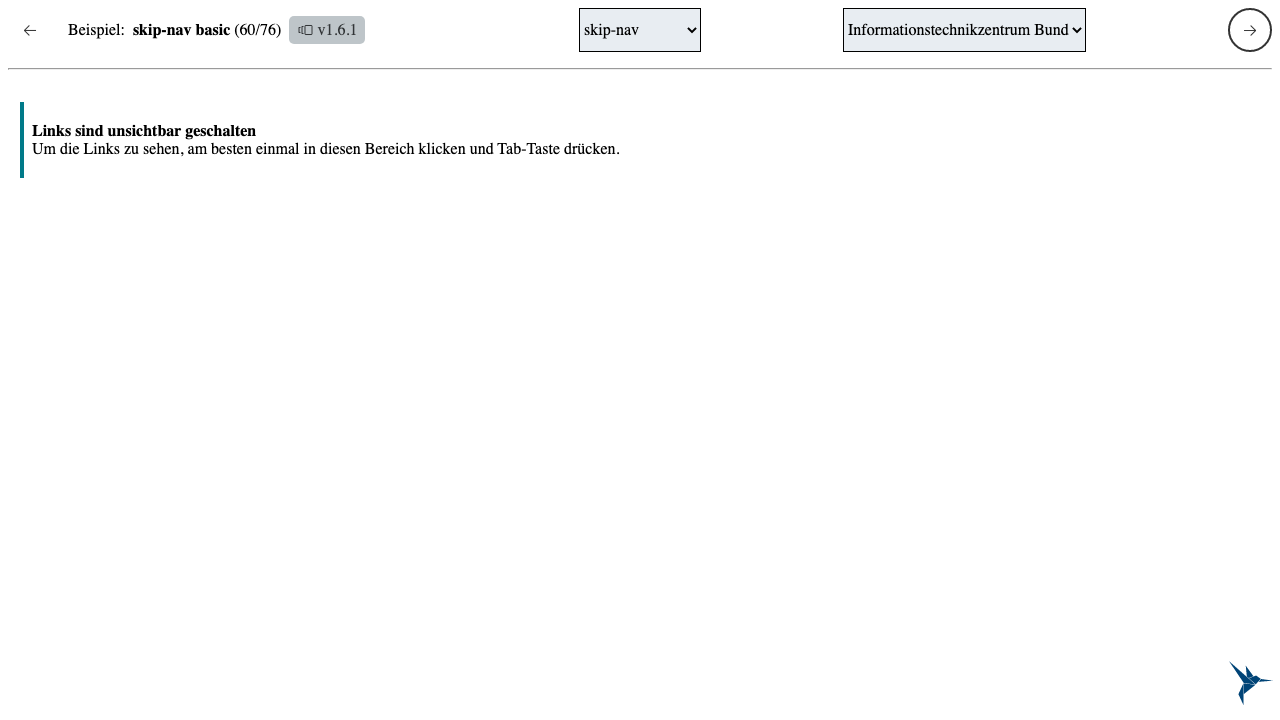 Beispiel: skip-nav basic (60/76) v1.6.1 skip-nav Informationstechnikzentrum Bund
Links sind unsichtbar geschalten
Um die Links zu sehen, am besten einmal in diesen Bereich klicken und Tab-Taste drücken.